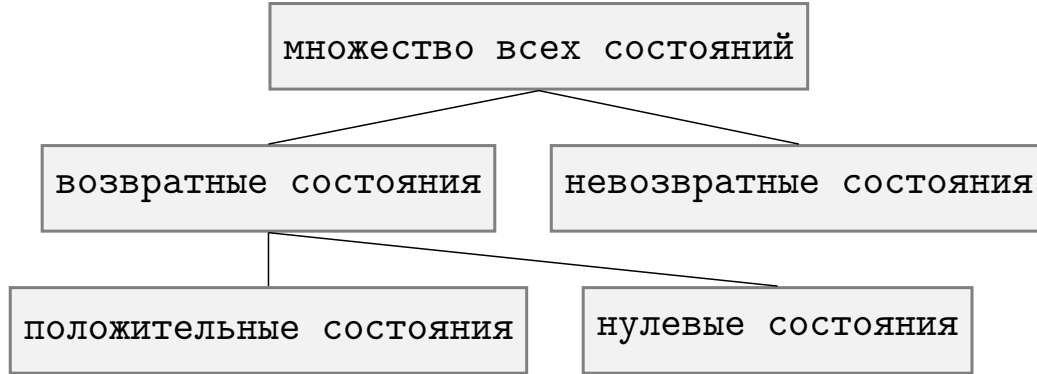 множество всех состояний
возвратные состояния
невозвратные состояния
положительные состояния
нулевые состояния